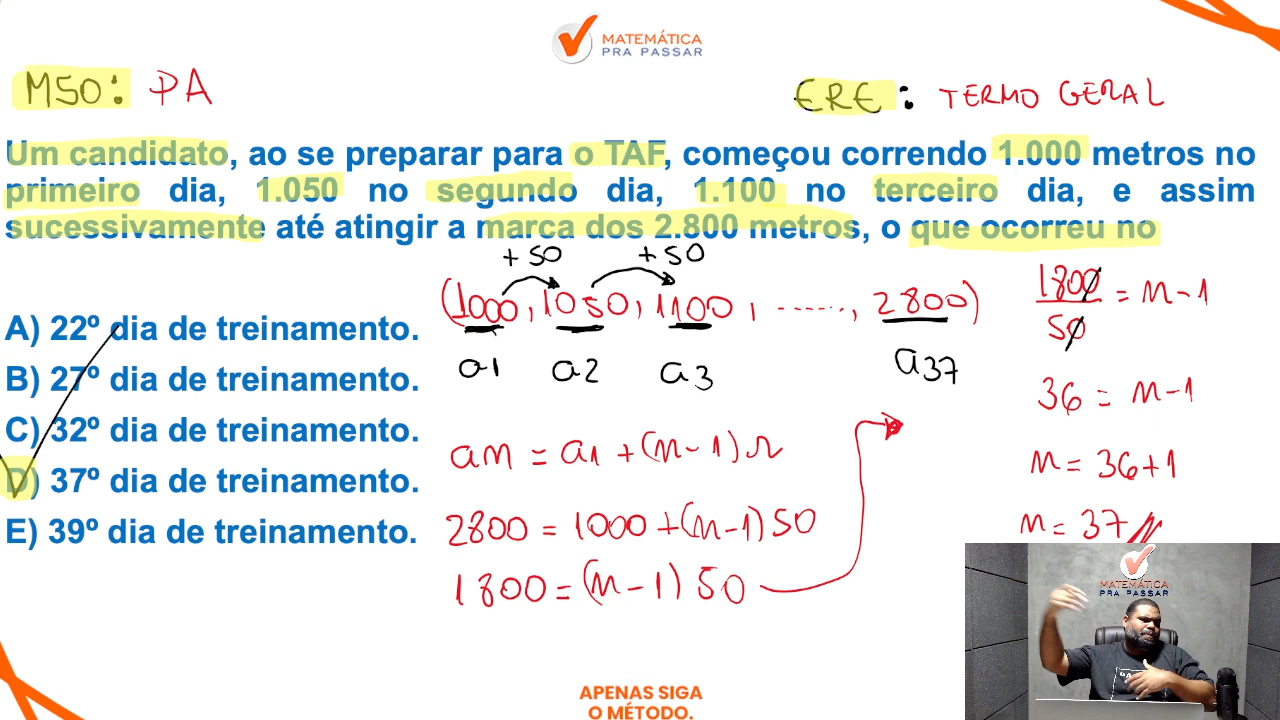 MATEMÁTICA
PRA PASSAR
MSO: PA
ERE: TERMO GERAL
Um candidato, ao se preparar para o TAF, começou correndo 1.000 metros no
primeiro dia, 1.050 no segundo dia, 1.100 no terceiro dia, e assim
sucessivamente até atingir a marca dos 2.800 metros, o que ocorreu no
+50 +50
(1000, 1050, 1100, ......, 2800)
a1 a2 a3 a37
A) 22º dia de treinamento.
B) 27º dia de treinamento.
C) 32º dia de treinamento.
D) 37º dia de treinamento.
E) 39º dia de treinamento.
an = a1 + (n-1) r
2800 = 1000 + (n-1) 50
1800 = (n-1) 50
1800/50 = n-1
36 = n-1
n = 36+1
n = 37
MATEMÁTICA
PRA PASSAR
APENAS SIGA
O MÉTODO.